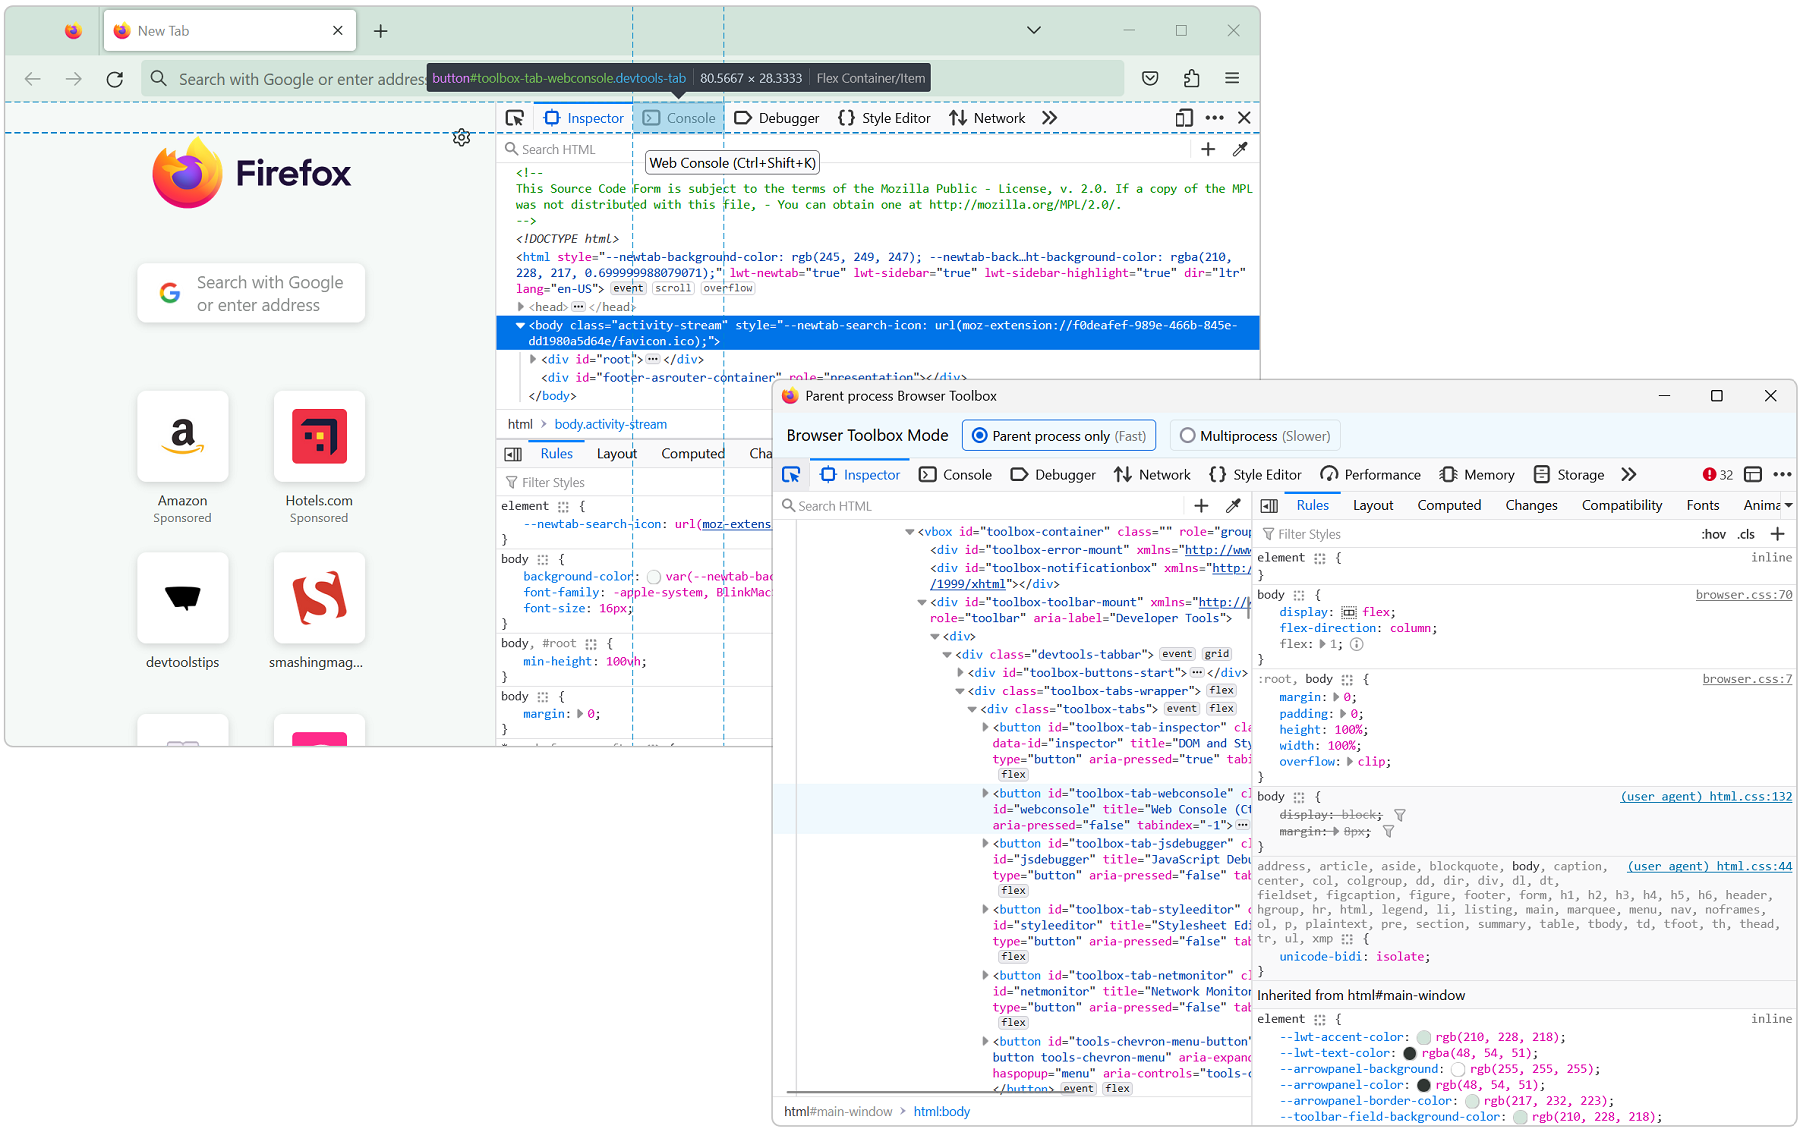 New Tab
Search with Google or enter addres
button#toolbox-tab-webconsole.devtools-tab 80.5667 × 28.3333 Flex Container/Item
Inspector Console Debugger Style Editor Network
Search HTML
Web Console (Ctrl+Shift+K)
Firefox
Search with Google
or enter address
Amazon
Sponsored
Hotels.com
Sponsored
devtoolstips
smashingmag...
<!--
This Source Code Form is subject to the terms of the Mozilla Public - License, v. 2.0. If a copy of the MPL
was not distributed with this file, - You can obtain one at http://mozilla.org/MPL/2.0/.
-->
<!DOCTYPE html>
<html style="--newtab-background-color: rgb(245, 249, 247); --newtab-back…ht-background-color: rgba(210,
228, 217, 0.699999988079071);" lwt-newtab="true" lwt-sidebar="true" lwt-sidebar-highlight="true" dir="ltr"
lang="en-US"> event scroll overflow
<head> ••• </head>
<body class="activity-stream" style="--newtab-search-icon: url(moz-extension://f0deafef-989e-466b-845e-
dd1980a5d64e/favicon.ico);">
<div id="root"> ••• </div>
<div id="footer-asrouter-container" role="presentation"></div>
</body>
html > body.activity-stream
Rules Layout Computed Cha
Filter Styles
element {
--newtab-search-icon: url(moz-extens
}
body {
background-color: var(--newtab-bac
font-family: -apple-system, BlinkMac
font-size: 16px;
}
body, #root {
min-height: 100vh;
}
body {
margin: 0;
}
Parent process Browser Toolbox
Browser Toolbox Mode Parent process only (Fast) Multiprocess (Slower)
Inspector Console Debugger Network Style Editor Performance Memory Storage 32
Search HTML
<vbox id="toolbox-container" class="" role="group
<div id="toolbox-error-mount" xmlns="http://www
<div id="toolbox-notificationbox" xmlns="http:/
/1999/xhtml"></div>
<div id="toolbox-toolbar-mount" xmlns="http://
role="toolbar" aria-label="Developer Tools">
<div>
<div class="devtools-tabbar"> event grid
<div id="toolbox-buttons-start"> ••• </div>
<div class="toolbox-tabs-wrapper"> flex
<div class="toolbox-tabs"> event flex
<button id="toolbox-tab-inspector" cla
data-id="inspector" title="DOM and Sty
type="button" aria-pressed="true" tabi
flex
<button id="toolbox-tab-webconsole" cl
id="webconsole" title="Web Console (Ct
aria-pressed="false" tabindex="-1"> •••
<button id="toolbox-tab-jsdebugger" cl
id="jsdebugger" title="JavaScript Debu
type="button" aria-pressed="false" tab
flex
<button id="toolbox-tab-styleeditor" c
id="styleeditor" title="Stylesheet Edi
type="button" aria-pressed="false" tab
flex
<button id="toolbox-tab-netmonitor" cl
id="netmonitor" title="Network Monitor
type="button" aria-pressed="false" tab
flex
<button id="tools-chevron-menu-button"
button tools-chevron-menu" aria-expand
haspopup="menu" aria-controls="tools-c
</button> event flex
html#main-window > html:body
Rules Layout Computed Changes Compatibility Fonts Anima
Filter Styles :hov .cls
element { inline
}
body { browser.css:70
display: flex;
flex-direction: column;
flex: 1;
}
:root, body { browser.css:7
margin: 0;
padding: 0;
height: 100%;
width: 100%;
overflow: clip;
}
body { (user agent) html.css:132
display: block;
margin: 8px;
}
address, article, aside, blockquote, body, caption, (user agent) html.css:44
center, col, colgroup, dd, dir, div, dl, dt,
fieldset, figcaption, figure, footer, form, h1, h2, h3, h4, h5, h6, header,
hgroup, hr, html, legend, li, listing, main, marquee, menu, nav, noframes,
ol, p, plaintext, pre, section, summary, table, tbody, td, tfoot, th, thead,
tr, ul, xmp {
unicode-bidi: isolate;
}
Inherited from html#main-window
element { inline
--lwt-accent-color: rgb(210, 228, 218);
--lwt-text-color: rgba(48, 54, 51);
--arrowpanel-background: rgb(255, 255, 255);
--arrowpanel-color: rgb(48, 54, 51);
--arrowpanel-border-color: rgb(217, 232, 223);
--toolbar-field-background-color: rgb(210, 228, 218);